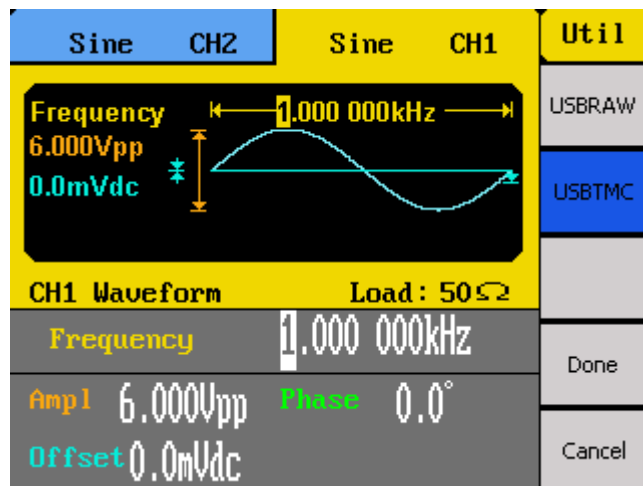 Sine CH2 Sine CH1 Util
Frequency 1.000 000kHz
6.000Vpp
0.0mVdc
CH1 Waveform Load: 50Ω
Frequency 1.000 000kHz
Ampl 6.000Vpp Phase 0.0°
Offset 0.0mVdc
USBRAW
USBTMC
Done
Cancel